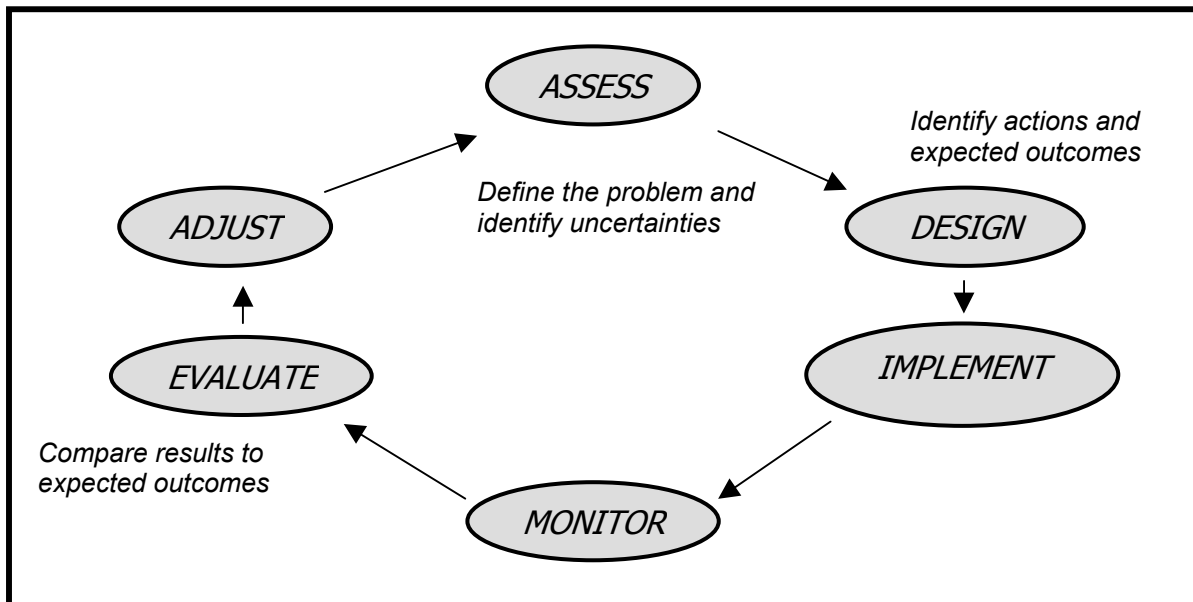 ASSESS
Identify actions and
expected outcomes
Define the problem and
identify uncertainties
ADJUST
DESIGN
EVALUATE
IMPLEMENT
Compare results to
expected outcomes
MONITOR